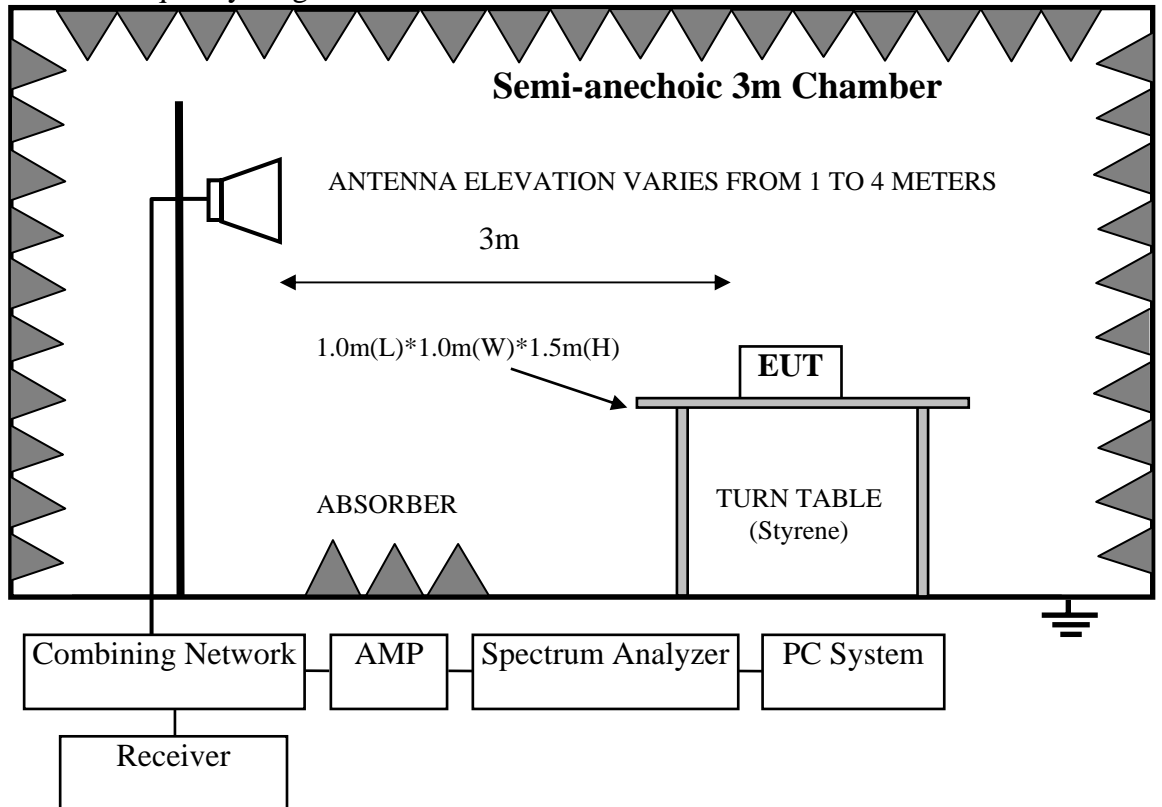 Semi-anechoic 3m Chamber
ANTENNA ELEVATION VARIES FROM 1 TO 4 METERS
3m
1.0m(L)*1.0m(W)*1.5m(H)
EUT
ABSORBER
TURN TABLE
(Styrene)
Combining Network
AMP
Spectrum Analyzer
PC System
Receiver